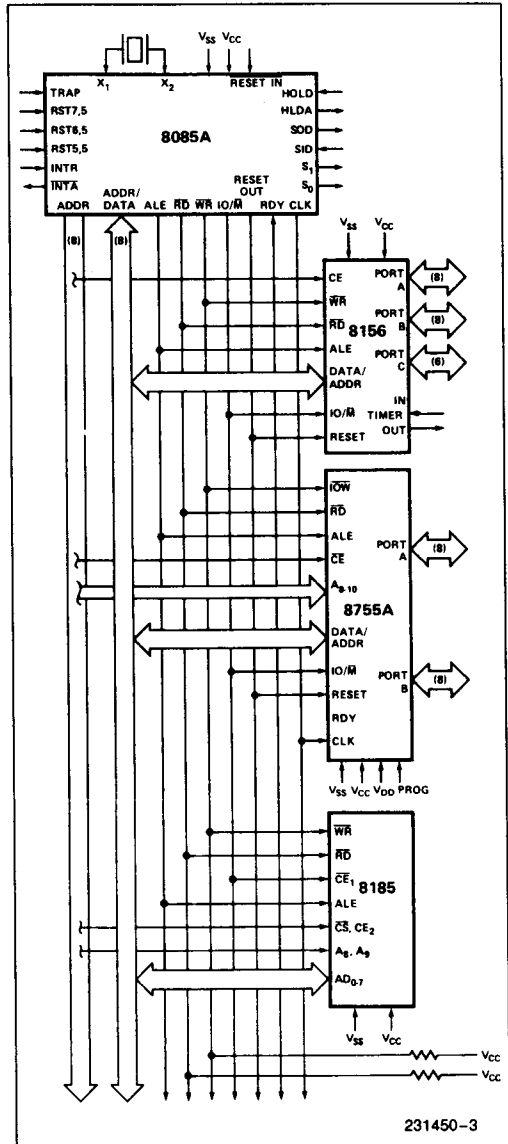 VSS VCC
X1 X2 RESET IN
TRAP HOLD
RST7,5 HLDA
8085A
RST6,5 SOD
RST5,5 SID
INTR S1
INTA S0
ADDR ADDR/DATA ALE RD WR IO/M RESET OUT RDY CLK
(8) (8)
VSS VCC
CE PORT A (8)
WR
RD PORT B (8)
8156
ALE PORT C (6)
DATA/ADDR
IN
IO/M TIMER
OUT
RESET
IOW
RD
ALE PORT A (8)
CE
A8-10
8755A
DATA/ADDR
IO/M PORT B (8)
RESET
RDY
CLK
VSS VCC VDD PROG
WR
RD
CE1 8185
ALE
CS, CE2
A8, A9
AD0-7
VSS VCC
VCC
VCC
231450-3